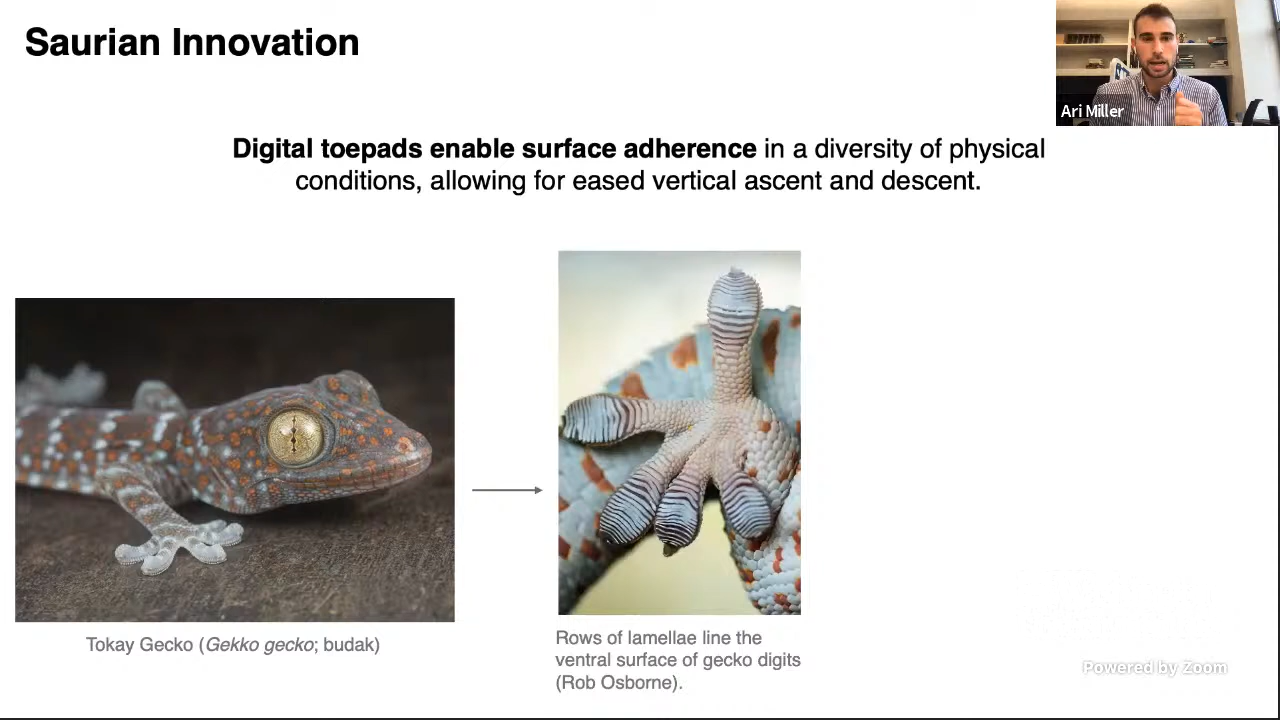 Saurian Innovation
Ari Miller
Digital toepads enable surface adherence in a diversity of physical
conditions, allowing for eased vertical ascent and descent.
Tokay Gecko (Gekko gecko; budak)
Rows of lamellae line the
ventral surface of gecko digits
(Rob Osborne).
Powered by Zoom